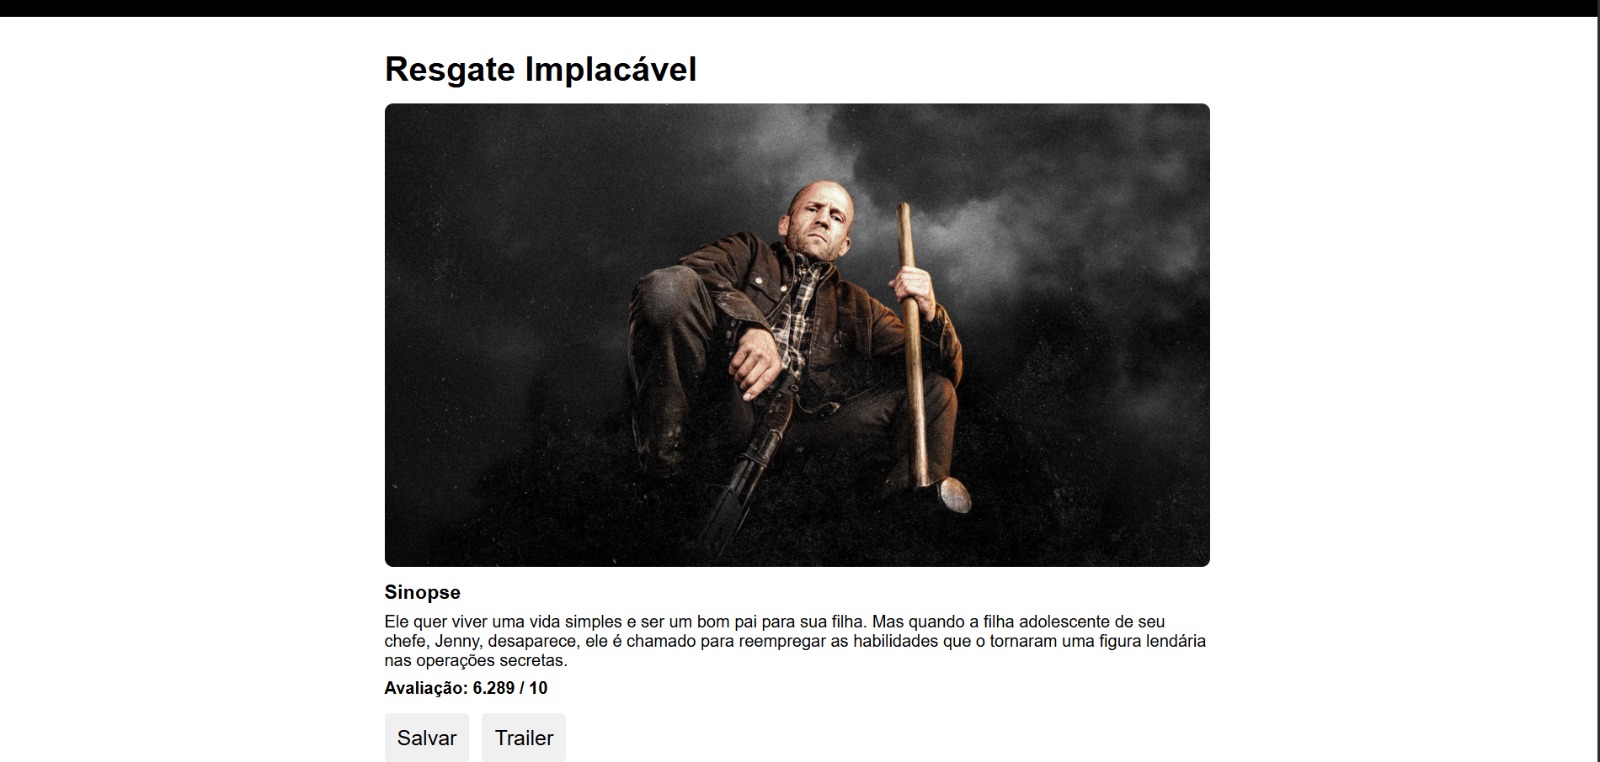 Resgate Implacável
Sinopse
Ele quer viver uma vida simples e ser um bom pai para sua filha. Mas quando a filha adolescente de seu
chefe, Jenny, desaparece, ele é chamado para reempregar as habilidades que o tornaram uma figura lendária
nas operações secretas.
Avaliação: 6.289 / 10
Salvar Trailer